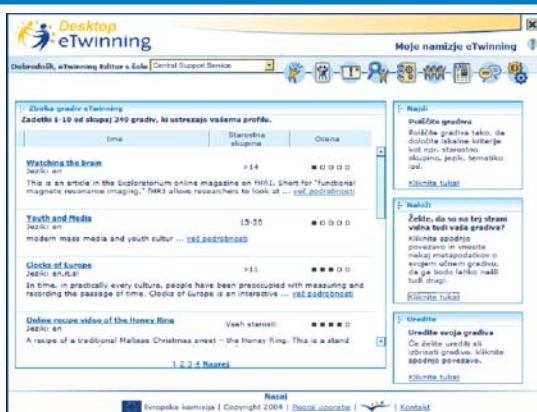 Desktop
eTwinning
Moje namizje eTwinning
Dobrodošli, eTwinning Editor s šole Central Support Service
Zbirka gradiv eTwinning
Zadetki 1-10 od skupaj 240 gradiv, ki ustrezajo vašemu profilu.
Ime Starostna skupina Ocena
Watching the brain
Jezik: en
>14
This is an article in the Exploratorium online magazine on fMRI. Short for "functional
magnetic resonance imaging," fMRI allows researchers to look at ... več podrobnosti
Youth and Media
Jezik: en
13-20
modern mass media and youth cultur ... več podrobnosti
Clocks of Europe
Jezik: en,it,al
>11
In time, in practically every culture, people have been preoccupied with measuring and
recording the passage of time. Clocks of Europe is an interactive ... več podrobnosti
Online recipe video of the Honey Ring
Jezik: en
Vseh starosti
A recipe of a traditional Maltese Christmas sweet – the Honey Ring. This is a stand
1 2 3 4 Naprej
Najdi
Poiščite gradiva
Poiščite gradiva tako, da
določite iskalne kriterije
kot npr. starostno
skupino, jezik, tematiko
ipd.
Kliknite tukaj
Naloži
Želite, da so na tej strani
vidna tudi vaša gradiva?
Kliknite spodnjo
povezavo in vnesite
nekaj metapodatkov o
svojem učnem gradivu,
da ga bodo lahko našli
tudi drugi.
Kliknite tukaj
Uredite
Uredite svoja gradiva
Če želite urediti ali
izbrisati gradivo, kliknite
spodnjo povezavo.
Kliknite tukaj
Nazaj
Evropska komisija | Copyright 2004 | Pogoji uporabe | Kontakt